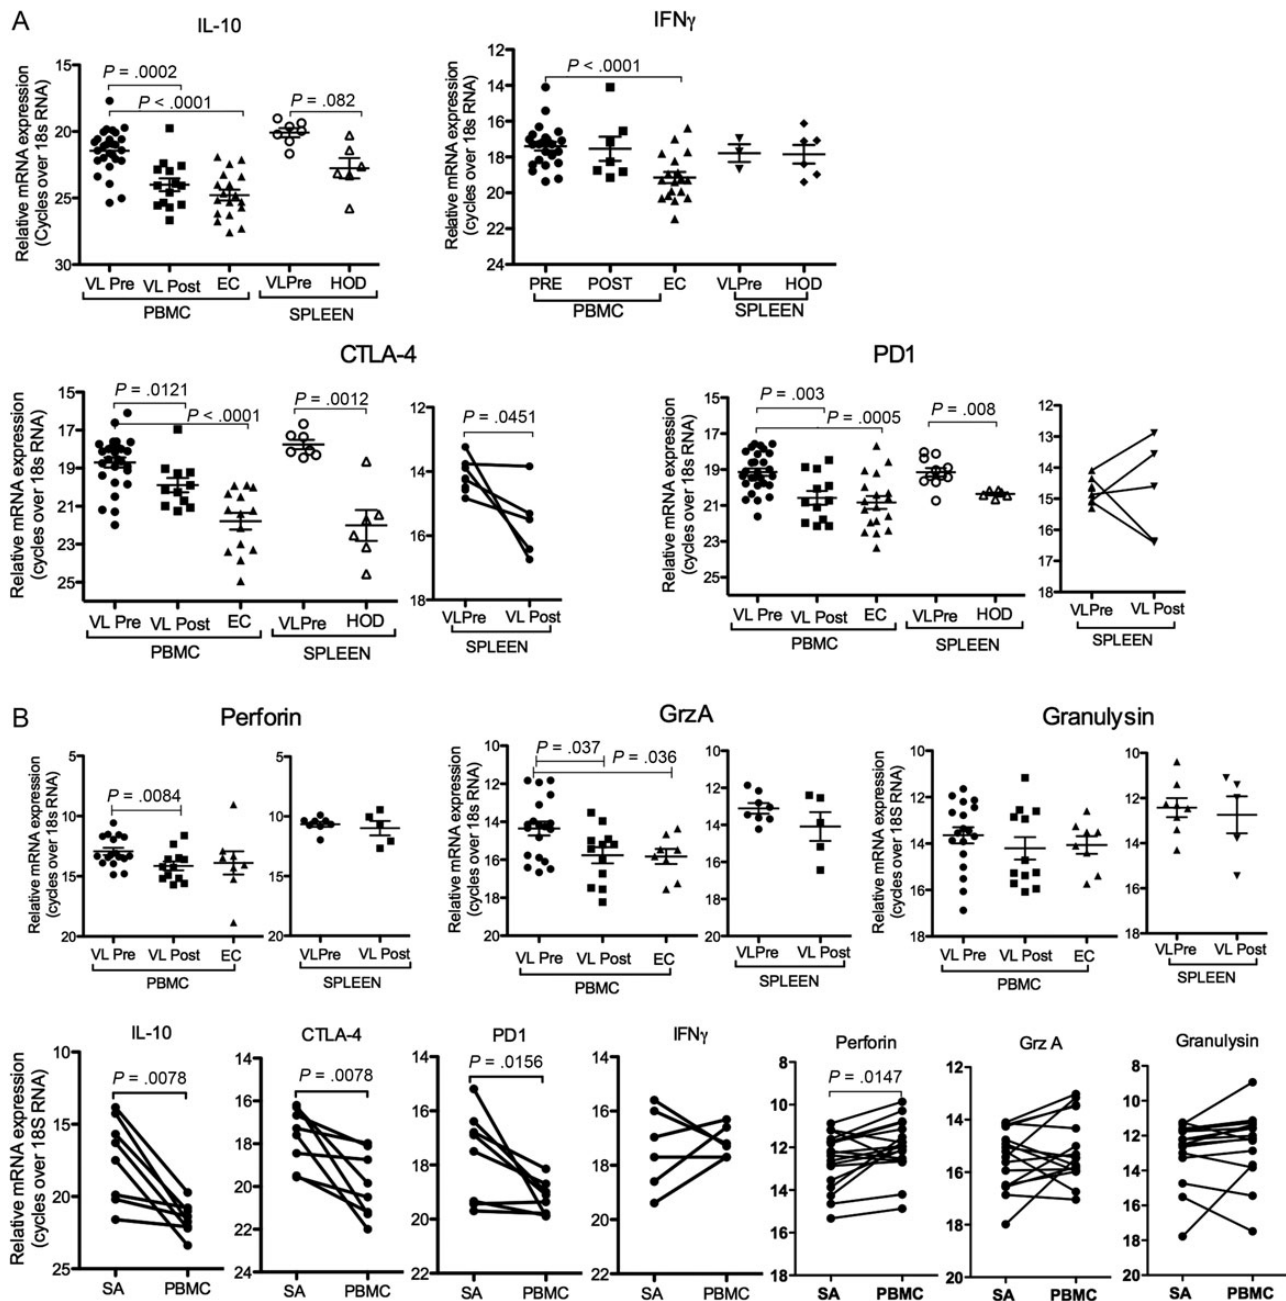 A
IL-10
Relative mRNA expression
(Cycles over 18s RNA)
15
20
25
30
P = .0002
P < .0001
P = .082
VL Pre VL Post EC VLPre HOD
PBMC SPLEEN
IFNγ
Relative mRNA expression
(cycles over 18s RNA)
12
14
16
18
20
22
24
P < .0001
PRE POST EC VLPre HOD
PBMC SPLEEN
CTLA-4
Relative mRNA expression
(cycles over 18s RNA)
15
17
19
21
23
25
P = .0121
P < .0001
P = .0012
VL Pre VL Post EC VLPre HOD
PBMC SPLEEN
12
14
16
18
P = .0451
VLPre VL Post
SPLEEN
PD1
Relative mRNA expression
(cycles over 18s RNA)
15
17
19
21
23
25
P = .003
P = .0005
P = .008
VL Pre VL Post EC VLPre HOD
PBMC SPLEEN
12
13
14
15
16
17
18
VLPre VL Post
SPLEEN
B
Perforin
Relative mRNA expression
(cycles over 18s RNA)
5
10
15
20
P = .0084
VL Pre VL Post EC
PBMC
5
10
15
20
VL Pre VL Post
SPLEEN
GrzA
Relative mRNA expression
(cycles over 18s RNA)
10
12
14
16
18
20
P = .037
P = .036
VL Pre VL Post EC
PBMC
10
12
14
16
18
20
VLPre VL Post
SPLEEN
Granulysin
Relative mRNA expression
(cycles over 18S RNA)
10
12
14
16
18
VL Pre VL Post EC
PBMC
10
12
14
16
18
VL Pre VL Post
SPLEEN
IL-10
Relative mRNA expression
(cycles over 18S RNA)
10
15
20
25
P = .0078
SA PBMC
CTLA-4
14
16
18
20
22
24
P = .0078
SA PBMC
PD1
14
16
18
20
22
P = .0156
SA PBMC
IFNγ
14
16
18
20
22
SA PBMC
Perforin
8
10
12
14
16
18
P = .0147
SA PBMC
Grz A
12
14
16
18
20
SA PBMC
Granulysin
8
10
12
14
16
18
20
SA PBMC